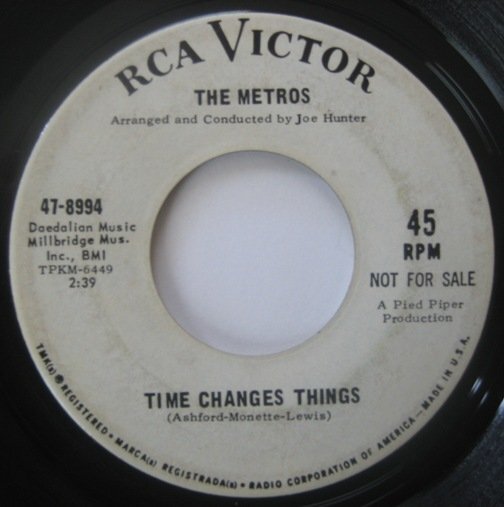 RCA VICTOR
THE METROS
Arranged and Conducted by Joe Hunter
47-8994
Daedalian Music
Millbridge Mus.
Inc., BMI
TPKM-6449
2:39
45
RPM
NOT FOR SALE
A Pied Piper
Production
TIME CHANGES THINGS
(Ashford-Monette-Lewis)
TMK(s) ® REGISTERED • MARCA(s) REGISTRADA(s) • RADIO CORPORATION OF AMERICA — MADE IN U.S.A.